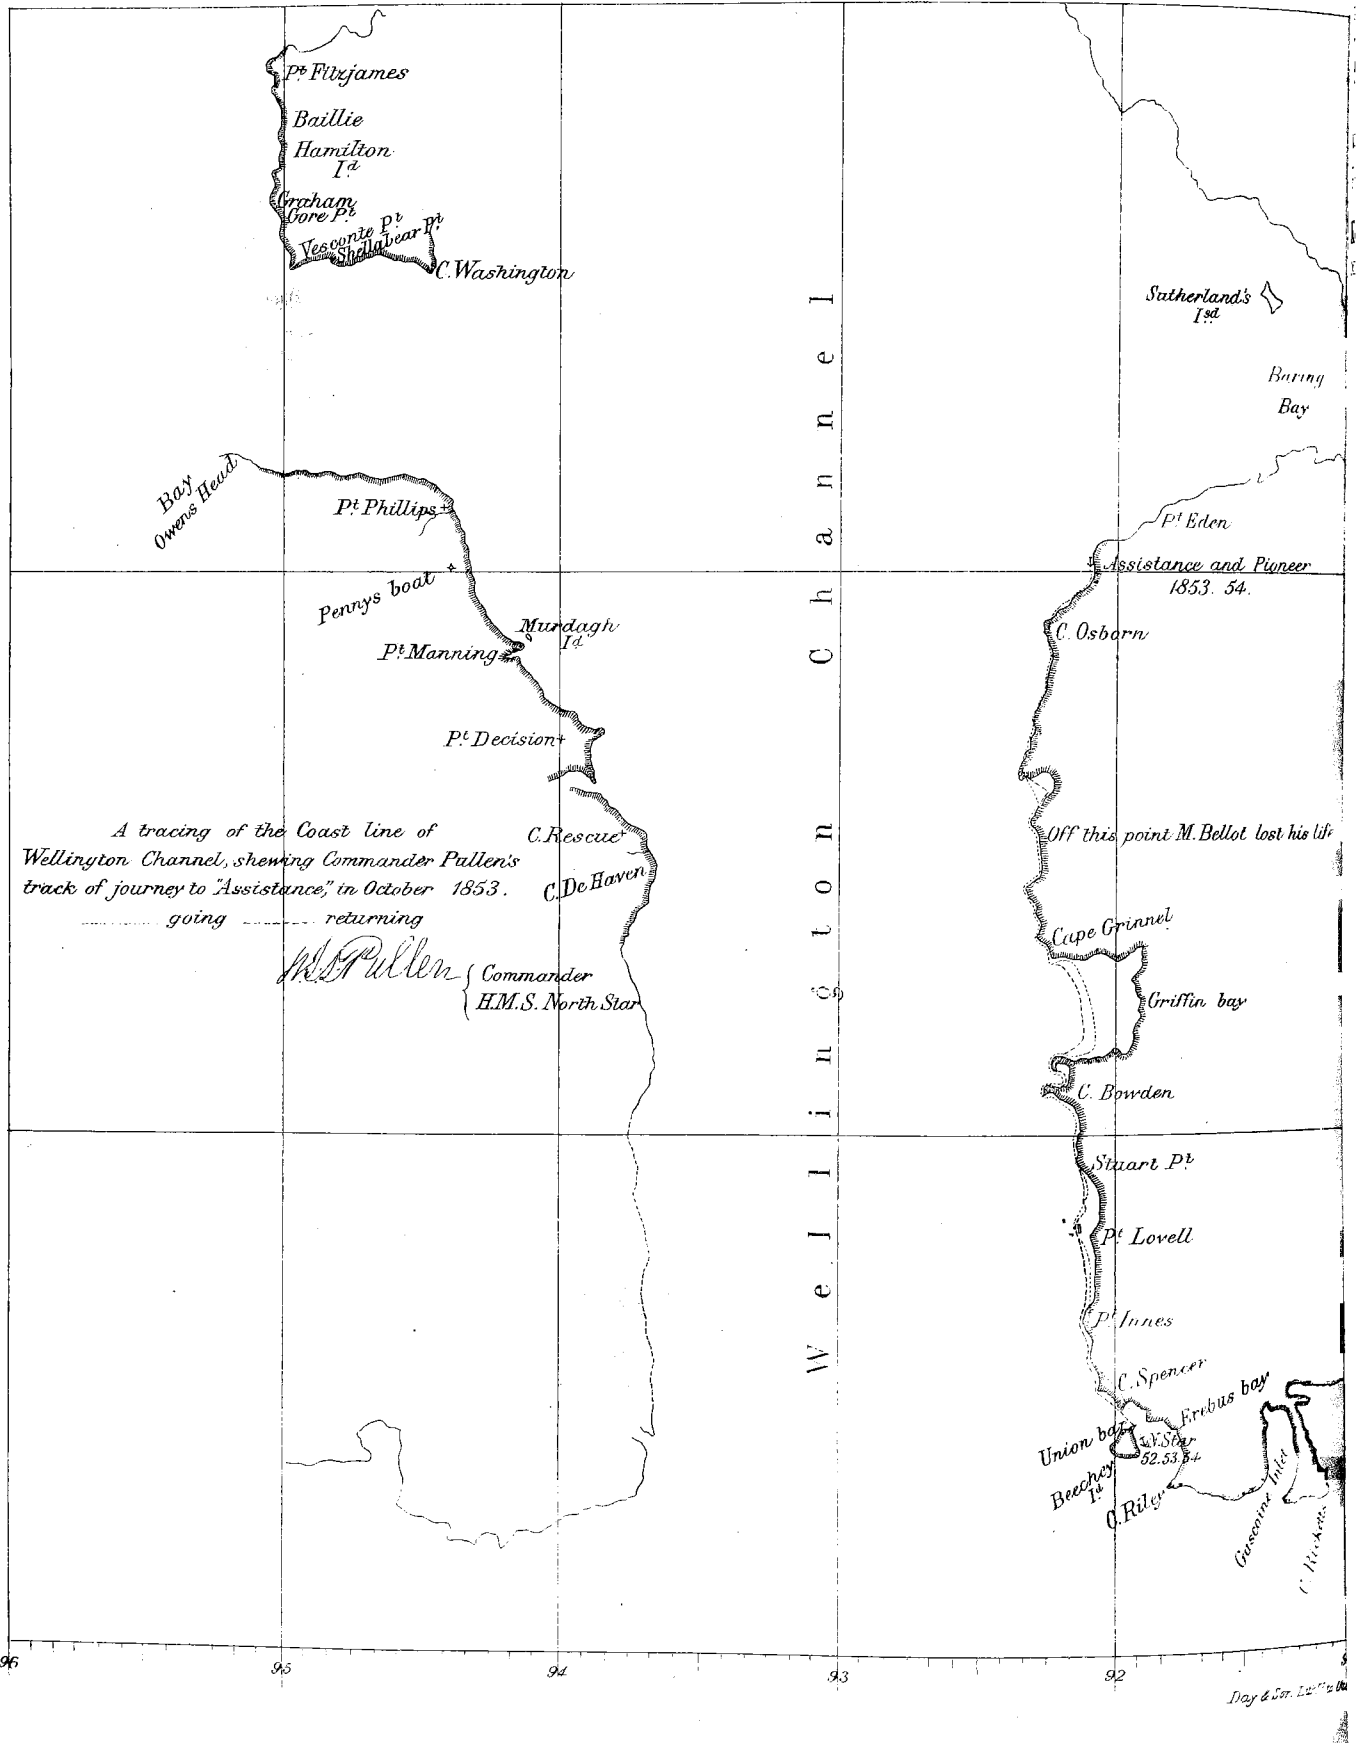 Pt. Fitzjames
Baillie
Hamilton
Id.
Graham
Gore Pt.
Vesconte Pt.
Shellabear Pt.
C. Washington
Sutherland's
Isd.
Baring
Bay
Bay
Owens Head
Pt. Phillips
Pennys boat
Murdagh
Id.
Pt. Manning
Pt. Decision
C. Rescue
C. De Haven
Wellington Channel
Pt. Eden
Assistance and Pioneer
1853. 54.
C. Osborn
Off this point M. Bellot lost his life
Cape Grinnel
Griffin bay
C. Bowden
Stuart Pt.
Pt. Lovell
Pt. Innes
C. Spencer
Erebus bay
Union bay
N. Star
52. 53. 54
Beechey
Id.
C. Riley
Gascoine Inlet
C. Ricketts
A tracing of the Coast line of
Wellington Channel, shewing Commander Pullen's
track of journey to "Assistance," in October 1853.
going returning
W.J.S. Pullen
Commander
H.M.S. North Star
96 95 94 93 92
Day & Son.